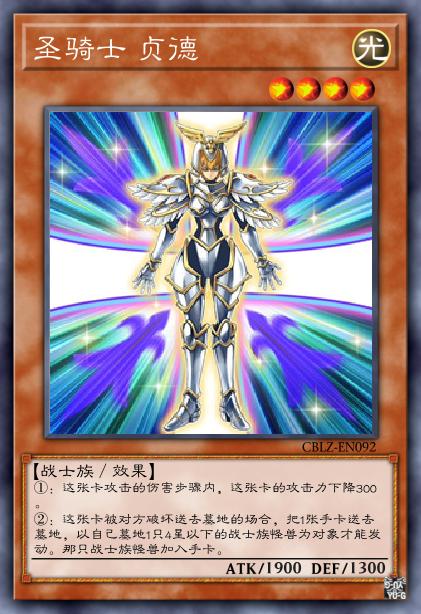 圣骑士 贞德
光
CBLZ-EN092
【战士族/效果】
①：这张卡攻击的伤害步骤内，这张卡的攻击力下降300
。
②：这张卡被对方破坏送去墓地的场合，把1张手卡送去
墓地，以自己墓地1只4星以下的战士族怪兽为对象才能发
动。那只战士族怪兽加入手卡。
ATK/1900 DEF/1300